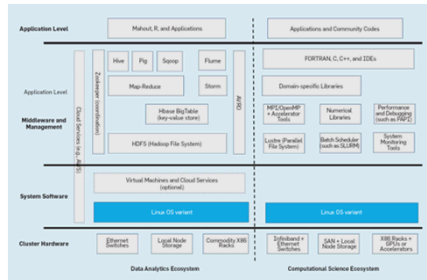 Application Level
Mahout, R, and Applications
Applications and Community Codes
Hive
Pig
Sqoop
Flume
FORTRAN, C, C++, and IDEs
Application Level
Middleware and
Management
Cloud Services (e.g., AWS)
Zookeeper (coordination)
Map-Reduce
Storm
AVRO
Domain-specific Libraries
Hbase BigTable
(key-value store)
MPI/OpenMP
+ Accelerator
Tools
Numerical
Libraries
Performance
and Debugging
(such as PAPI)
HDFS (Hadoop File System)
Lustre (Parallel
File System)
Batch Scheduler
(such as SLURM)
System
Monitoring
Tools
System Software
Virtual Machines and Cloud Services
(optional)
Linux OS variant
Linux OS variant
Cluster Hardware
Ethernet
Switches
Local Node
Storage
Commodity X86
Racks
Infiniband +
Ethernet
Switches
SAN + Local
Node Storage
X86 Racks +
GPUs or
Accelerators
Data Analytics Ecosystem
Computational Science Ecosystem